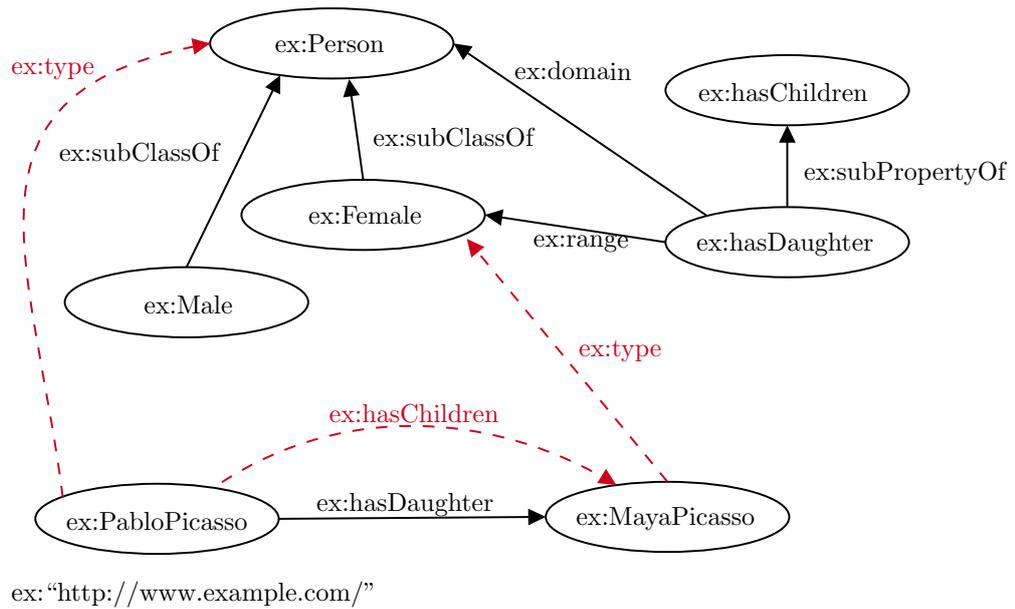 ex:Person
ex:type
ex:domain
ex:hasChildren
ex:subClassOf
ex:subClassOf
ex:subPropertyOf
ex:Female
ex:range
ex:hasDaughter
ex:Male
ex:type
ex:hasChildren
ex:hasDaughter
ex:PabloPicasso
ex:MayaPicasso
ex:“http://www.example.com/”